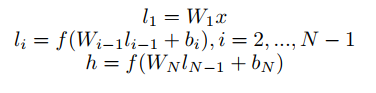 l₁ = W₁x
lᵢ = f(Wᵢ₋₁lᵢ₋₁ + bᵢ), i = 2, ..., N − 1
h = f(W_N l_{N−1} + b_N)